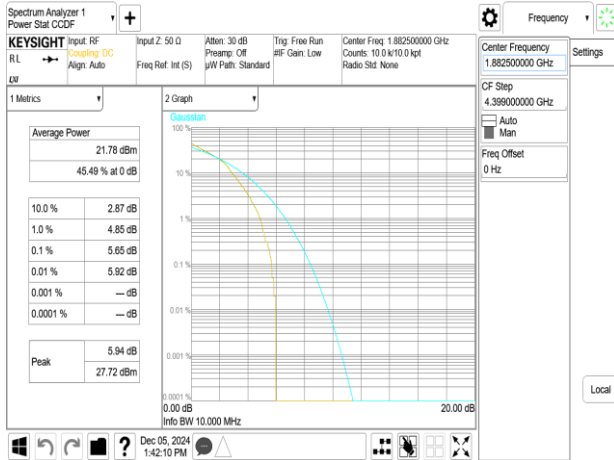 Spectrum Analyzer 1
Power Stat CCDF
Frequency
KEYSIGHT
RL
Input: RF
Coupling: DC
Align: Auto
Input Z: 50 Ω
Freq Ref: Int (S)
Atten: 30 dB
Preamp: Off
µW Path: Standard
Trig: Free Run
#IF Gain: Low
Center Freq: 1.882500000 GHz
Counts: 10.0 k/10.0 kpt
Radio Std: None
Center Frequency
1.882500000 GHz
Settings
CF Step
4.399000000 GHz
Auto
Man
Freq Offset
0 Hz
Local
1 Metrics
Average Power
21.78 dBm
45.49 % at 0 dB
10.0 % 2.87 dB
1.0 % 4.85 dB
0.1 % 5.65 dB
0.01 % 5.92 dB
0.001 % --- dB
0.0001 % --- dB
Peak
5.94 dB
27.72 dBm
2 Graph
Gaussian
100 %
10 %
1 %
0.1 %
0.01 %
0.001 %
0.0001 %
0.00 dB 20.00 dB
Info BW 10.000 MHz
Dec 05, 2024
1:42:10 PM